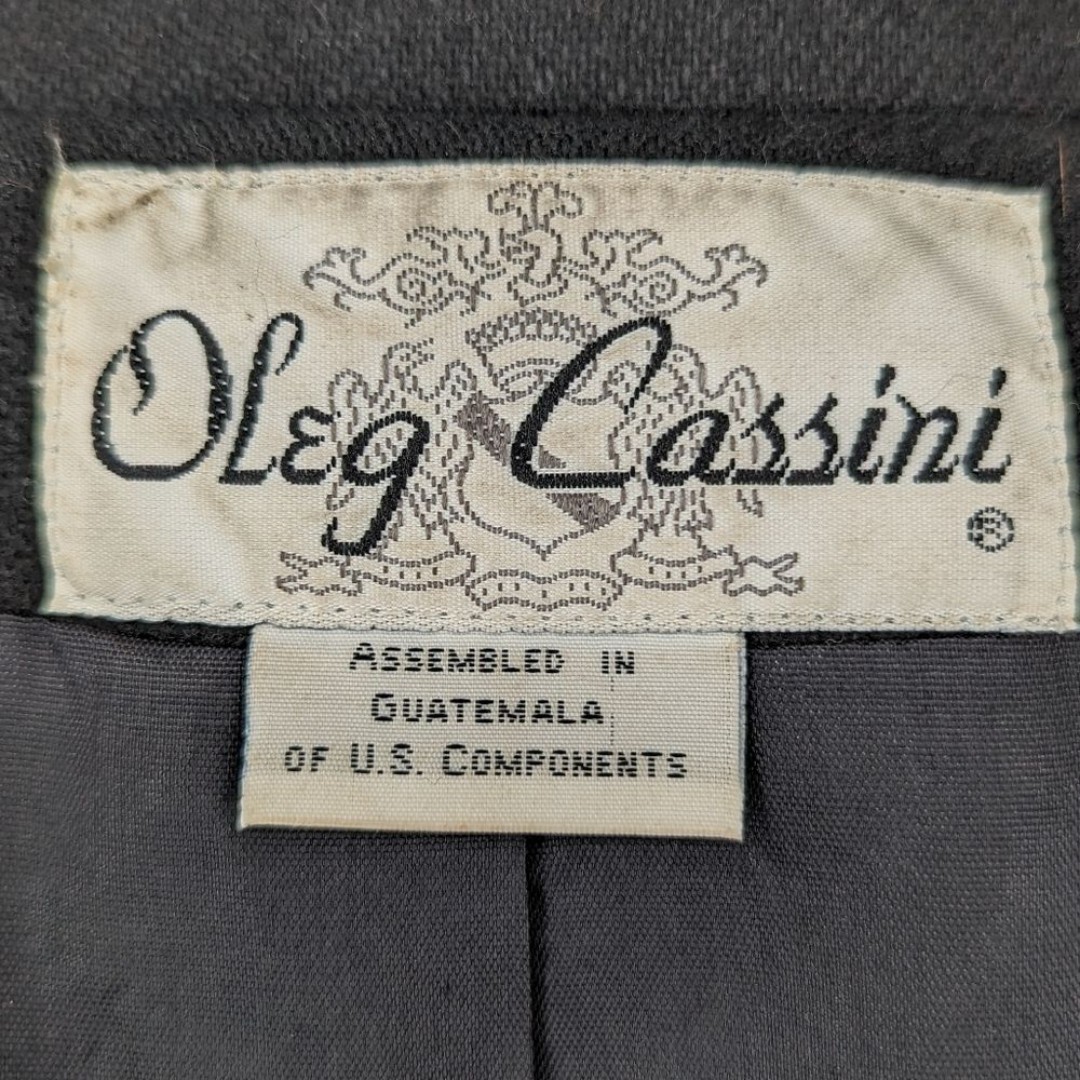 Oleg Cassini
®
ASSEMBLED IN
GUATEMALA
OF U.S. COMPONENTS